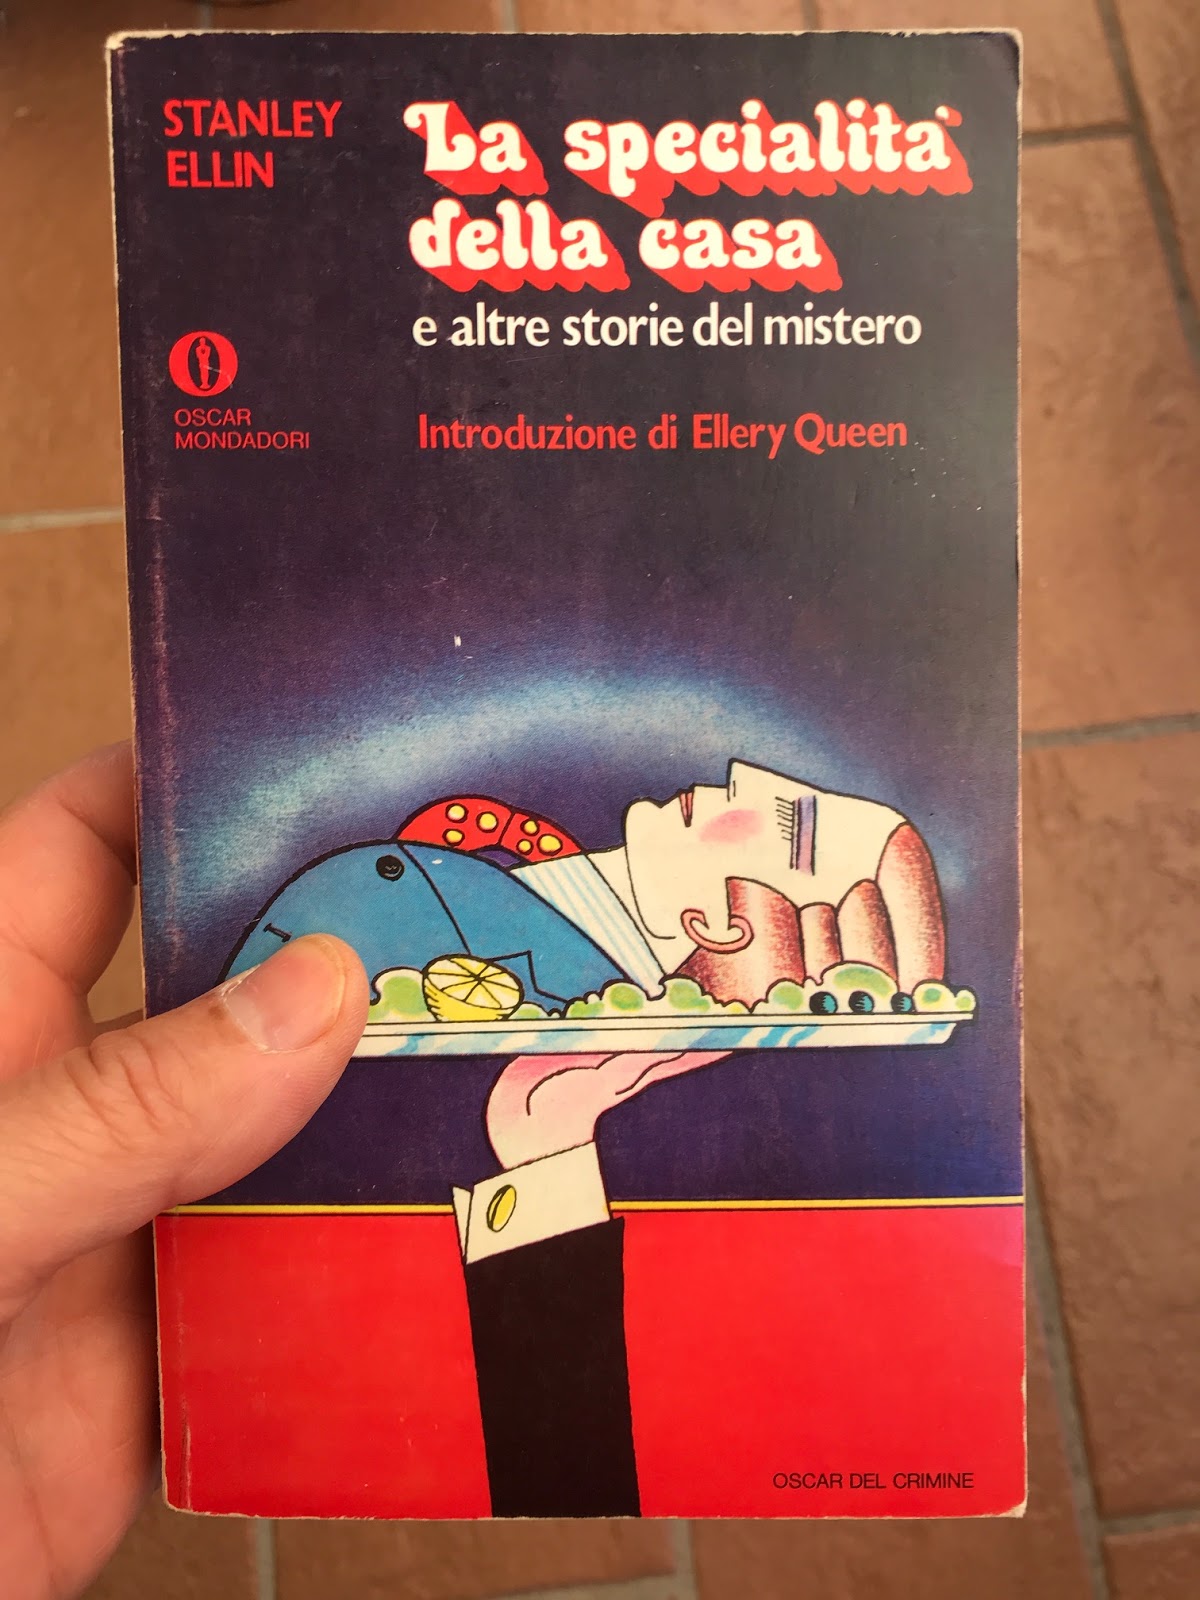 STANLEY
ELLIN
La specialità
della casa
e altre storie del mistero
OSCAR
MONDADORI
Introduzione di Ellery Queen
OSCAR DEL CRIMINE